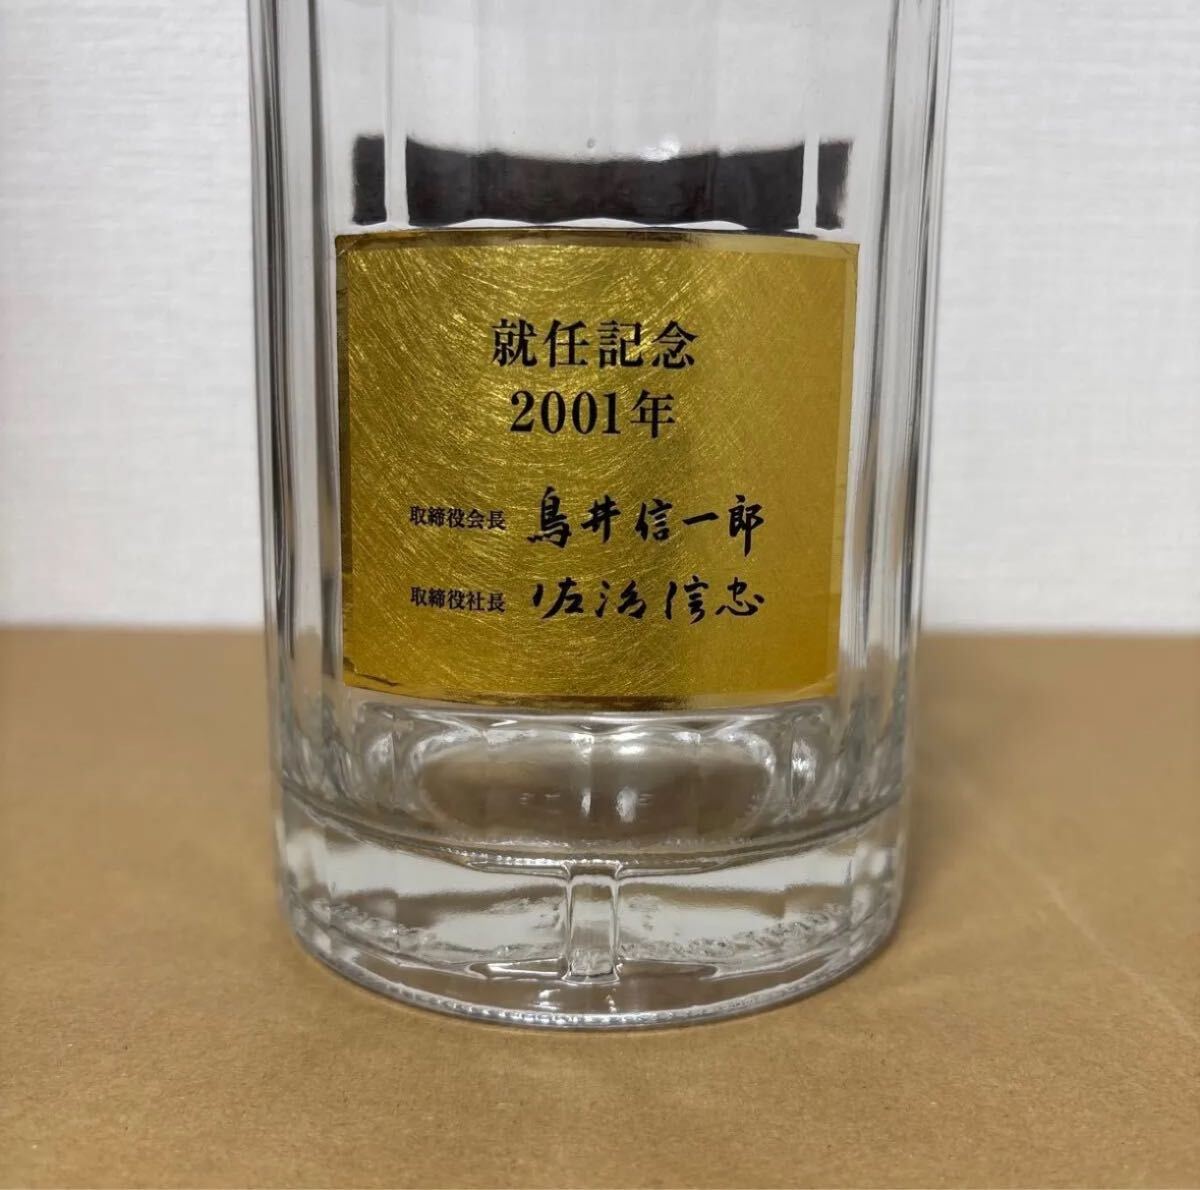 就任記念
2001年
取締役会長 鳥井信一郎
取締役社長 佐治信忠